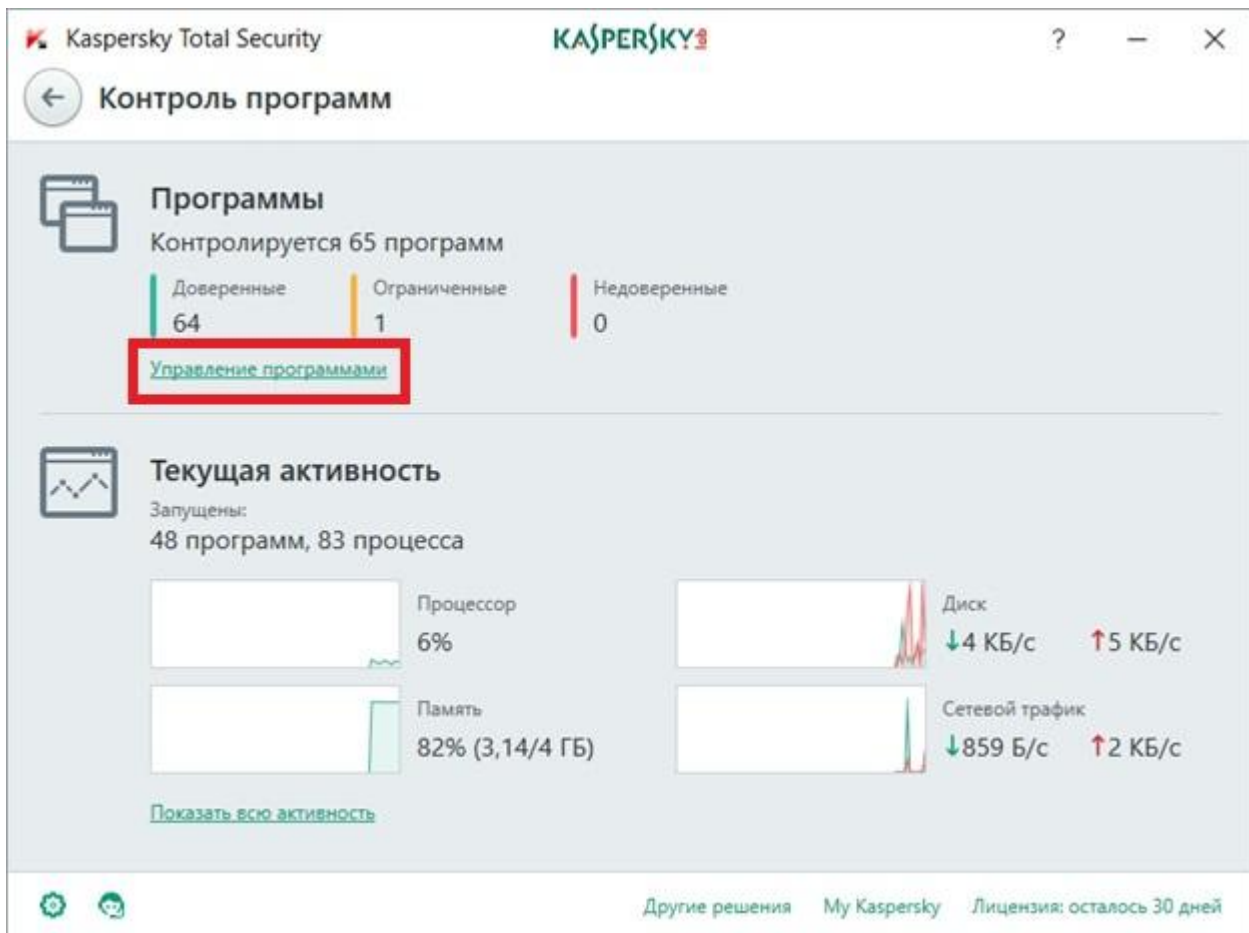 Kaspersky Total Security
KASPERSKY lab
?
Контроль программ
Программы
Контролируется 65 программ
Доверенные Ограниченные Недоверенные
64 1 0
Управление программами
Текущая активность
Запущены:
48 программ, 83 процесса
Процессор
6%
Диск
↓4 КБ/с ↑5 КБ/с
Память
82% (3,14/4 ГБ)
Сетевой трафик
↓859 Б/с ↑2 КБ/с
Показать всю активность
Другие решения My Kaspersky Лицензия: осталось 30 дней